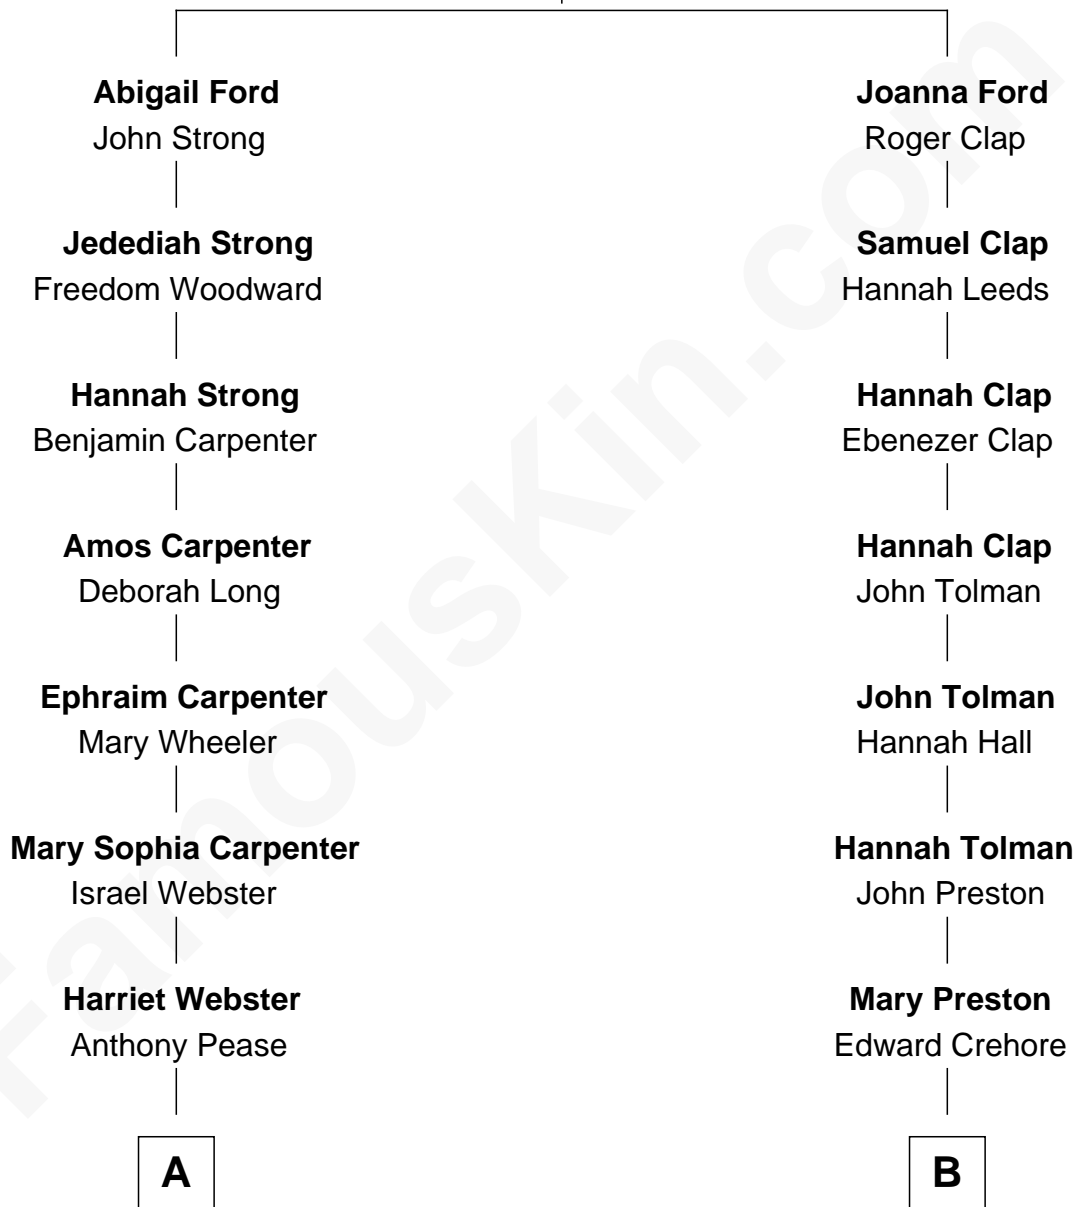 Abigail Ford
John Strong
Jedediah Strong
Freedom Woodward
Hannah Strong
Benjamin Carpenter
Amos Carpenter
Deborah Long
Ephraim Carpenter
Mary Wheeler
Mary Sophia Carpenter
Israel Webster
Harriet Webster
Anthony Pease
A
Joanna Ford
Roger Clap
Samuel Clap
Hannah Leeds
Hannah Clap
Ebenezer Clap
Hannah Clap
John Tolman
John Tolman
Hannah Hall
Hannah Tolman
John Preston
Mary Preston
Edward Crehore
B
FamousKin.com